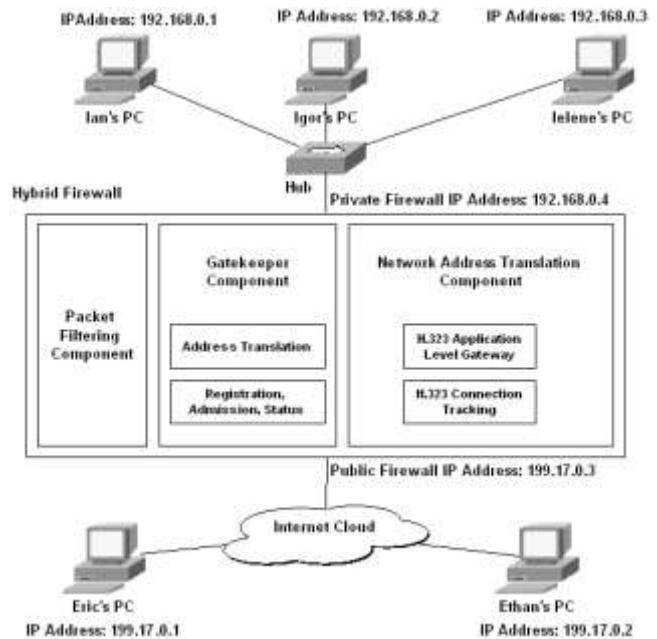 IPAddress: 192.168.0.1
IP Address: 192.168.0.2
IP Address: 192.168.0.3
Ian's PC
Igor's PC
Ielene's PC
Hub
Hybrid Firewall
Private Firewall IP Address: 192.168.0.4
Packet
Filtering
Component
Gatekeeper
Component
Address Translation
Registration,
Admission, Status
Network Address Translation
Component
H.323 Application
Level Gateway
H.323 Connection
Tracking
Public Firewall IP Address: 199.17.0.3
Internet Cloud
Eric's PC
IP Address: 199.17.0.1
Ethan's PC
IP Address: 199.17.0.2